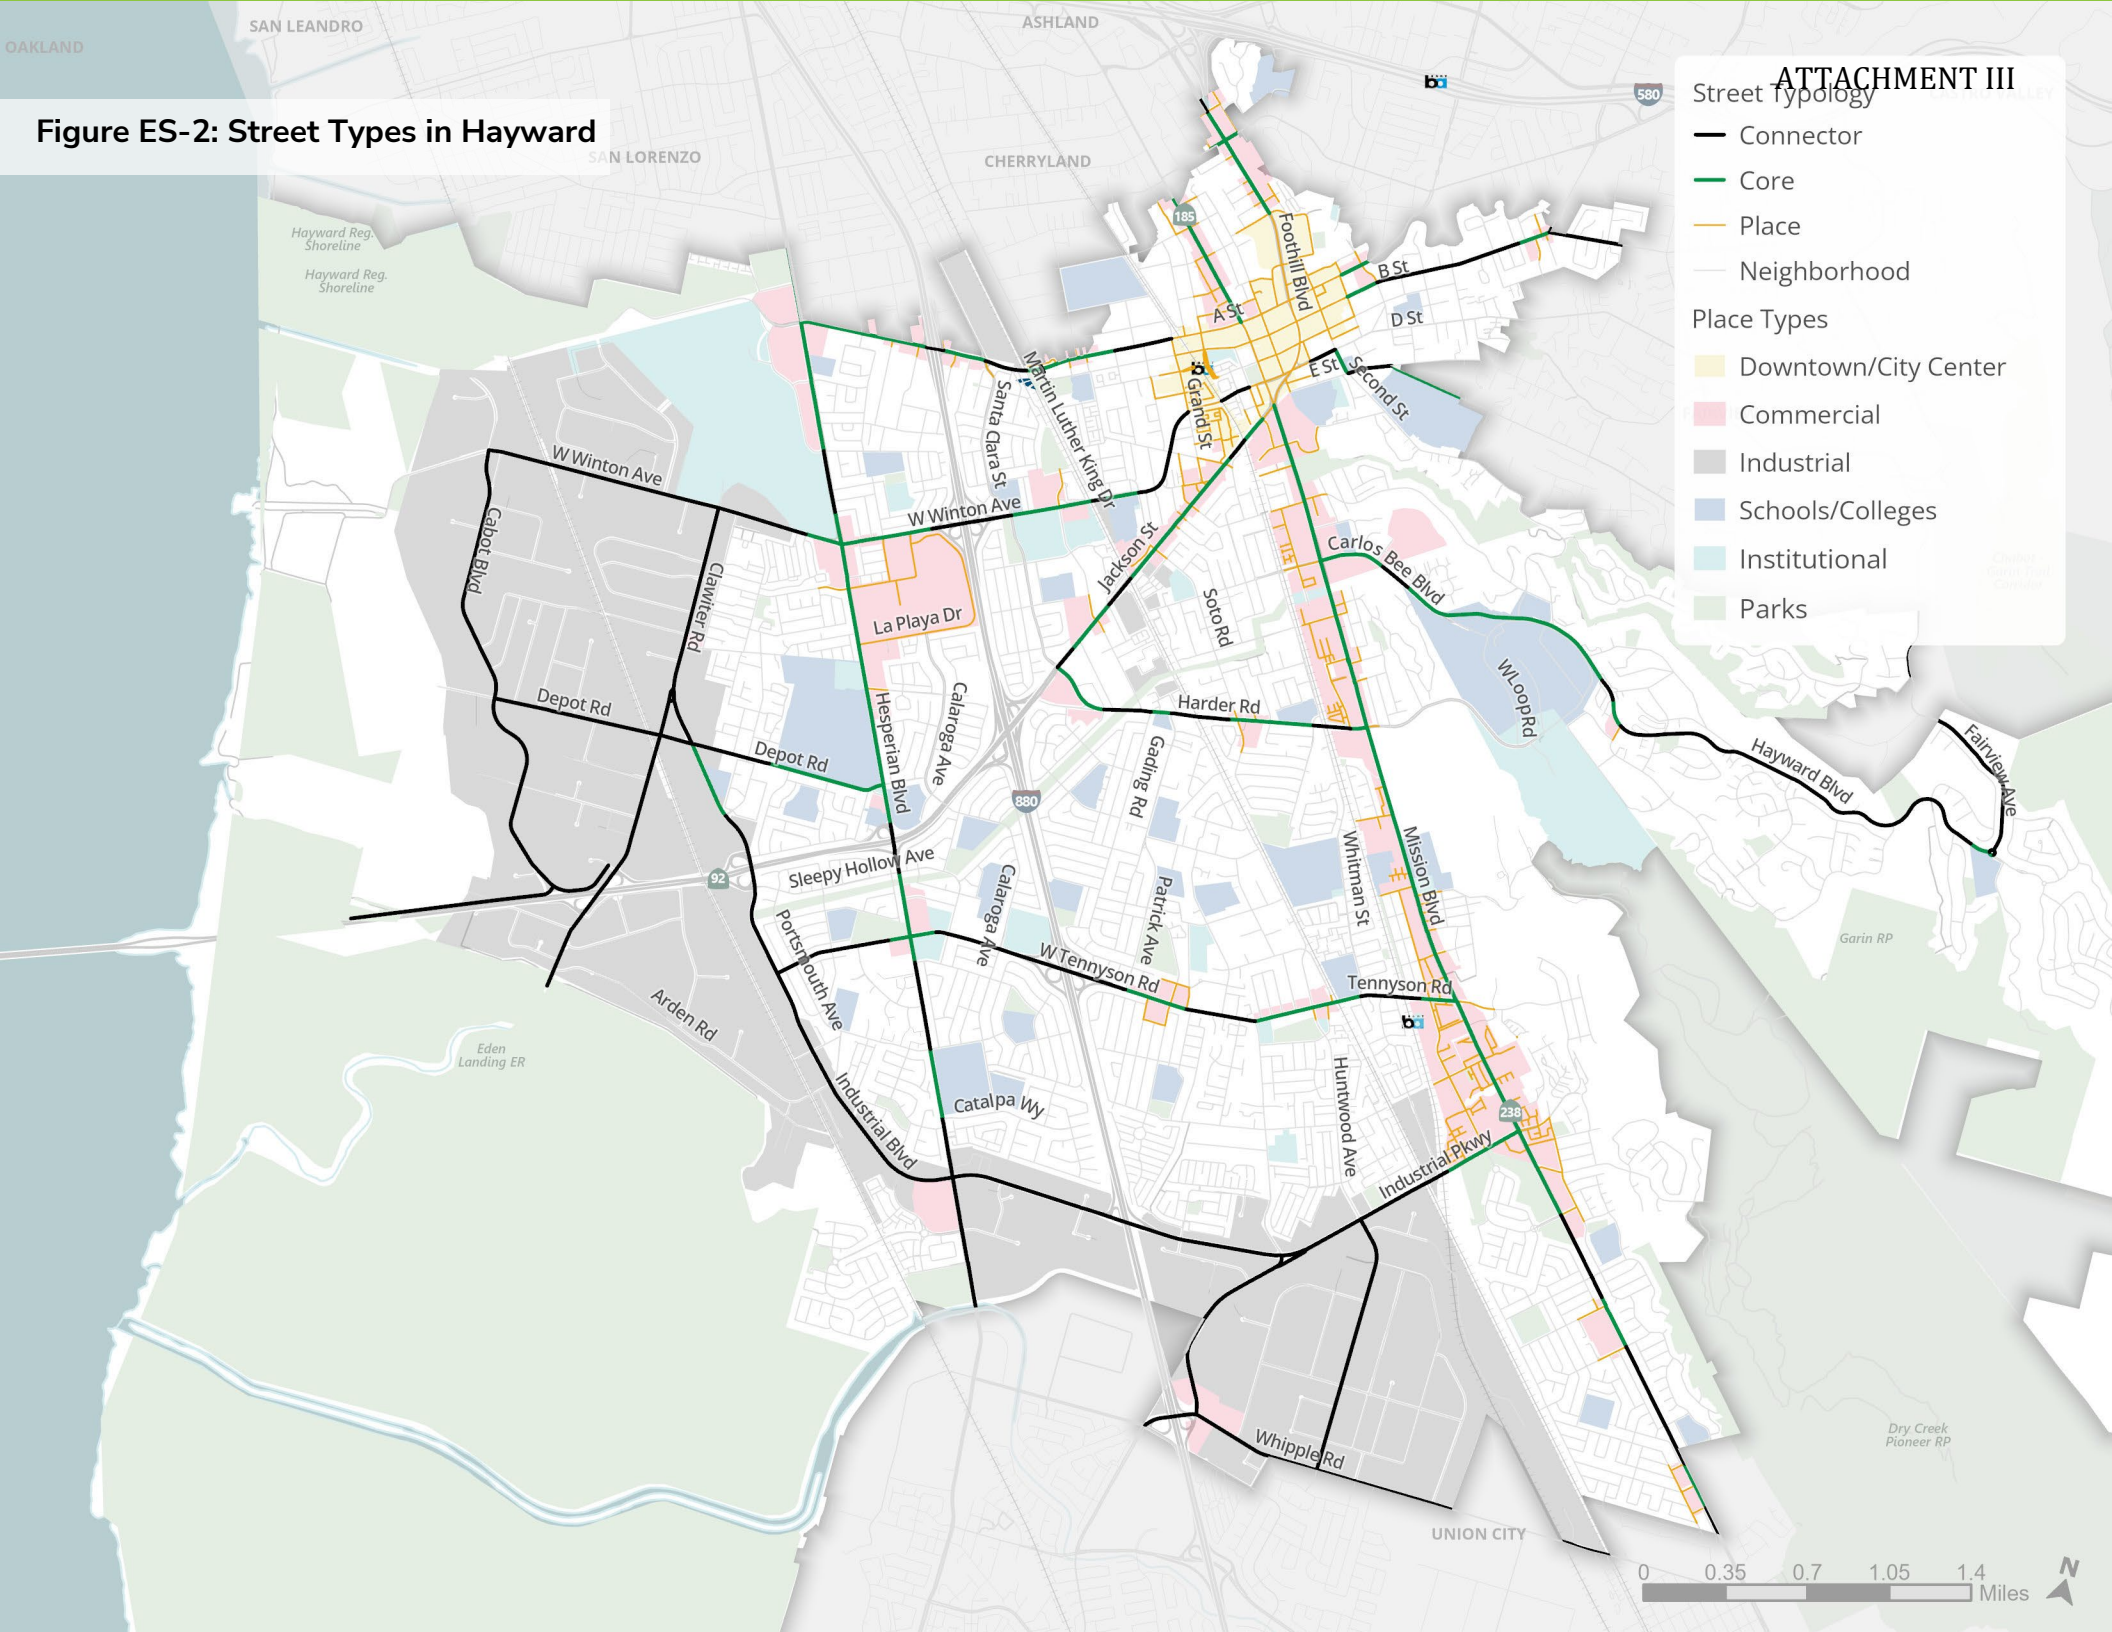 OAKLAND
SAN LEANDRO
ASHLAND
580
ATTACHMENT III
Street Typology
Connector
Core
Place
Neighborhood
Place Types
Downtown/City Center
Commercial
Industrial
Schools/Colleges
Institutional
Parks
Figure ES-2: Street Types in Hayward
SAN LORENZO
CHERRYLAND
Hayward Reg.
Shoreline
Hayward Reg.
Shoreline
185
Foothill Blvd
B St
A St
D St
E St
Second St
Martin Luther King Dr
Santa Clara St
Grand St
W Winton Ave
W Winton Ave
Cabot Blvd
Clawiter Rd
Jackson St
Carlos Bee Blvd
La Playa Dr
Soto Rd
W Loop Rd
Depot Rd
Depot Rd
Hesperian Blvd
Calaroga Ave
Harder Rd
Gading Rd
Hayward Blvd
Fairview Ave
880
92
Sleepy Hollow Ave
Whitman St
Mission Blvd
Calaroga Ave
Patrick Ave
Portsmouth Ave
W Tennyson Rd
Tennyson Rd
Garin RP
Arden Rd
Eden
Landing ER
Industrial Blvd
Catalpa Wy
Huntwood Ave
238
Industrial Pkwy
Whipple Rd
Dry Creek
Pioneer RP
UNION CITY
0 0.35 0.7 1.05 1.4
Miles
N